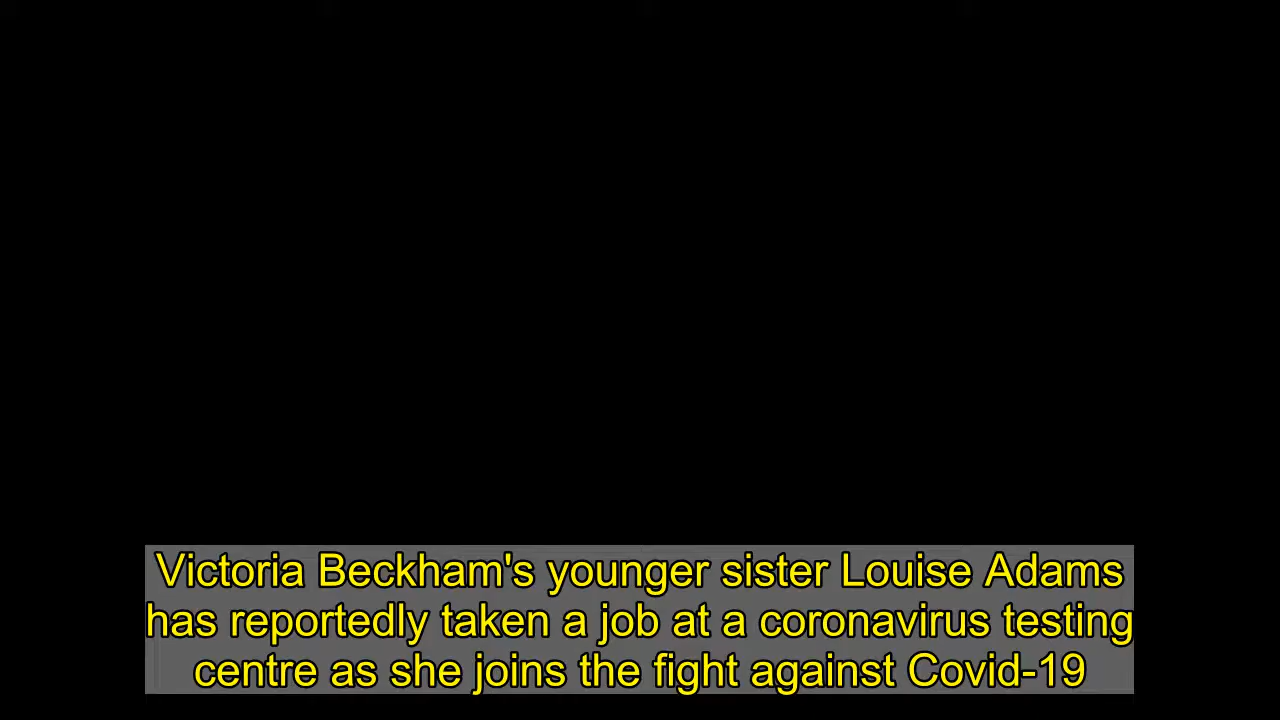 Victoria Beckham's younger sister Louise Adams
has reportedly taken a job at a coronavirus testing
centre as she joins the fight against Covid-19